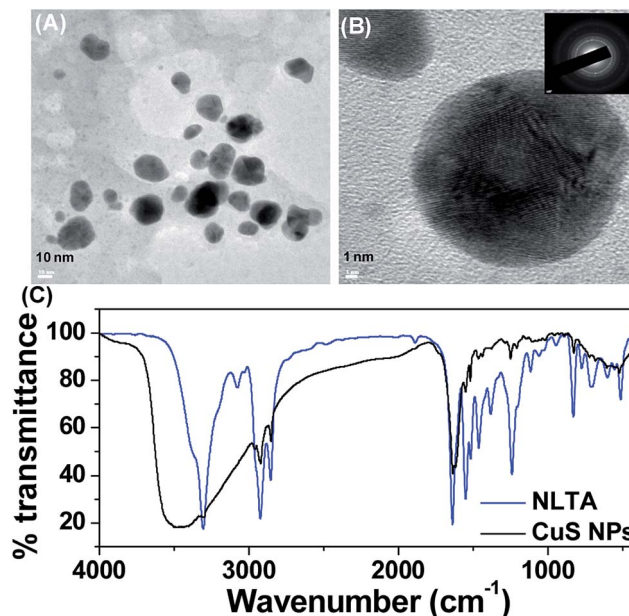 (A)
10 nm
(B)
1 nm
(C)
% transmittance
100
80
60
40
20
NLTA
CuS NPs
4000
3000
2000
1000
Wavenumber (cm⁻¹)